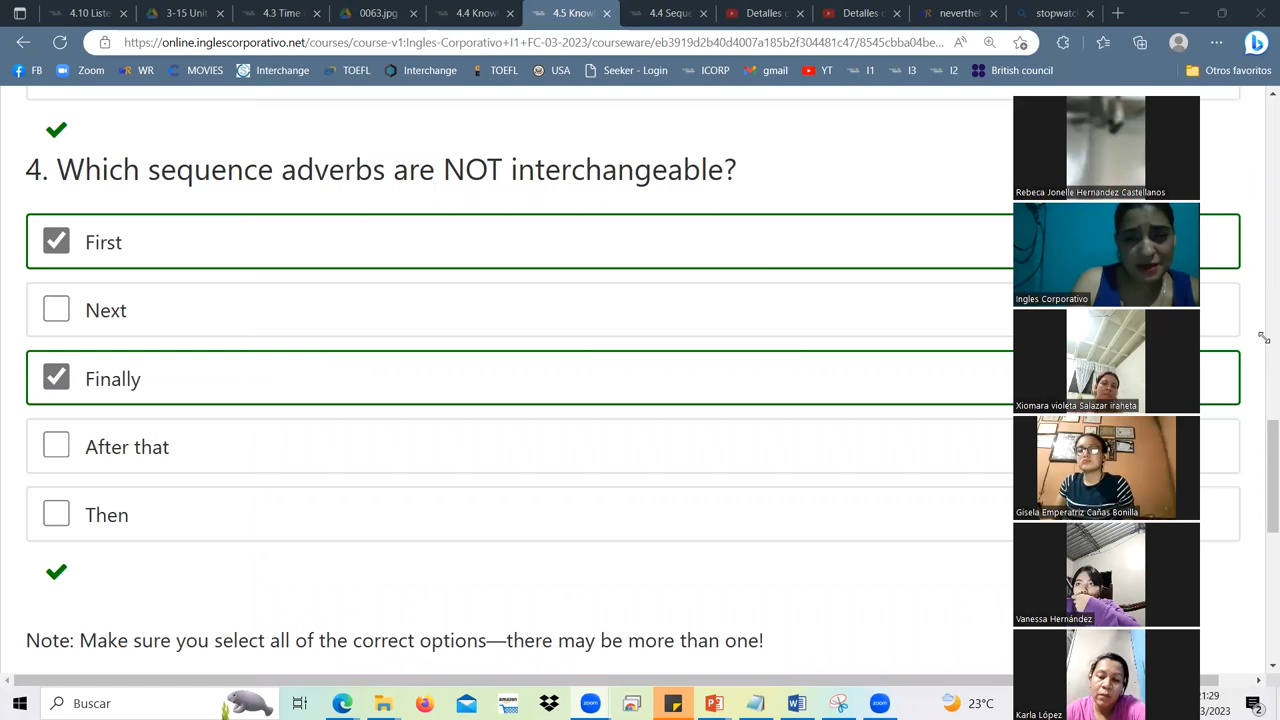 4.10 Liste
3-15 Unit
4.3 Time
0063.jpg
4.4 Know
4.5 Know
4.4 Seque
Detalles c
Detalles c
neverthel
stopwatc
https://online.inglescorporativo.net/courses/course-v1:Ingles-Corporativo+I1+FC-03-2023/courseware/eb3919d2b40d4007a185b2f304481c47/8545cbba04be...
FB
Zoom
WR
MOVIES
Interchange
TOEFL
Interchange
TOEFL
USA
Seeker - Login
ICORP
gmail
YT
I1
I3
I2
British council
Otros favoritos
4. Which sequence adverbs are NOT interchangeable?
First
Next
Finally
After that
Then
Note: Make sure you select all of the correct options—there may be more than one!
Rebeca Jonelle Hernandez Castellanos
Ingles Corporativo
Xiomara violeta Salazar iraheta
Gisela Emperatriz Cañas Bonilla
Vanessa Hernández
Karla López
Buscar
amazon
23°C
21:29
3/2023
2